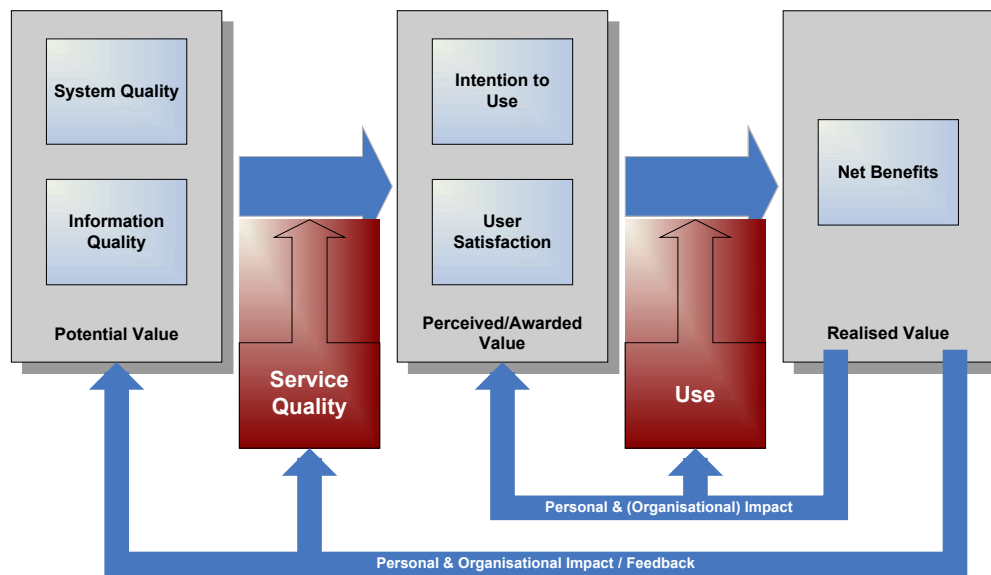 System Quality
Information
Quality
Potential Value
Service
Quality
Intention to
Use
User
Satisfaction
Perceived/Awarded
Value
Use
Net Benefits
Realised Value
Personal & (Organisational) Impact
Personal & Organisational Impact / Feedback